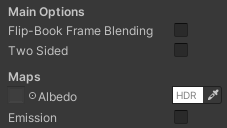 Main Options
Flip-Book Frame Blending
Two Sided
Maps
Albedo HDR
Emission